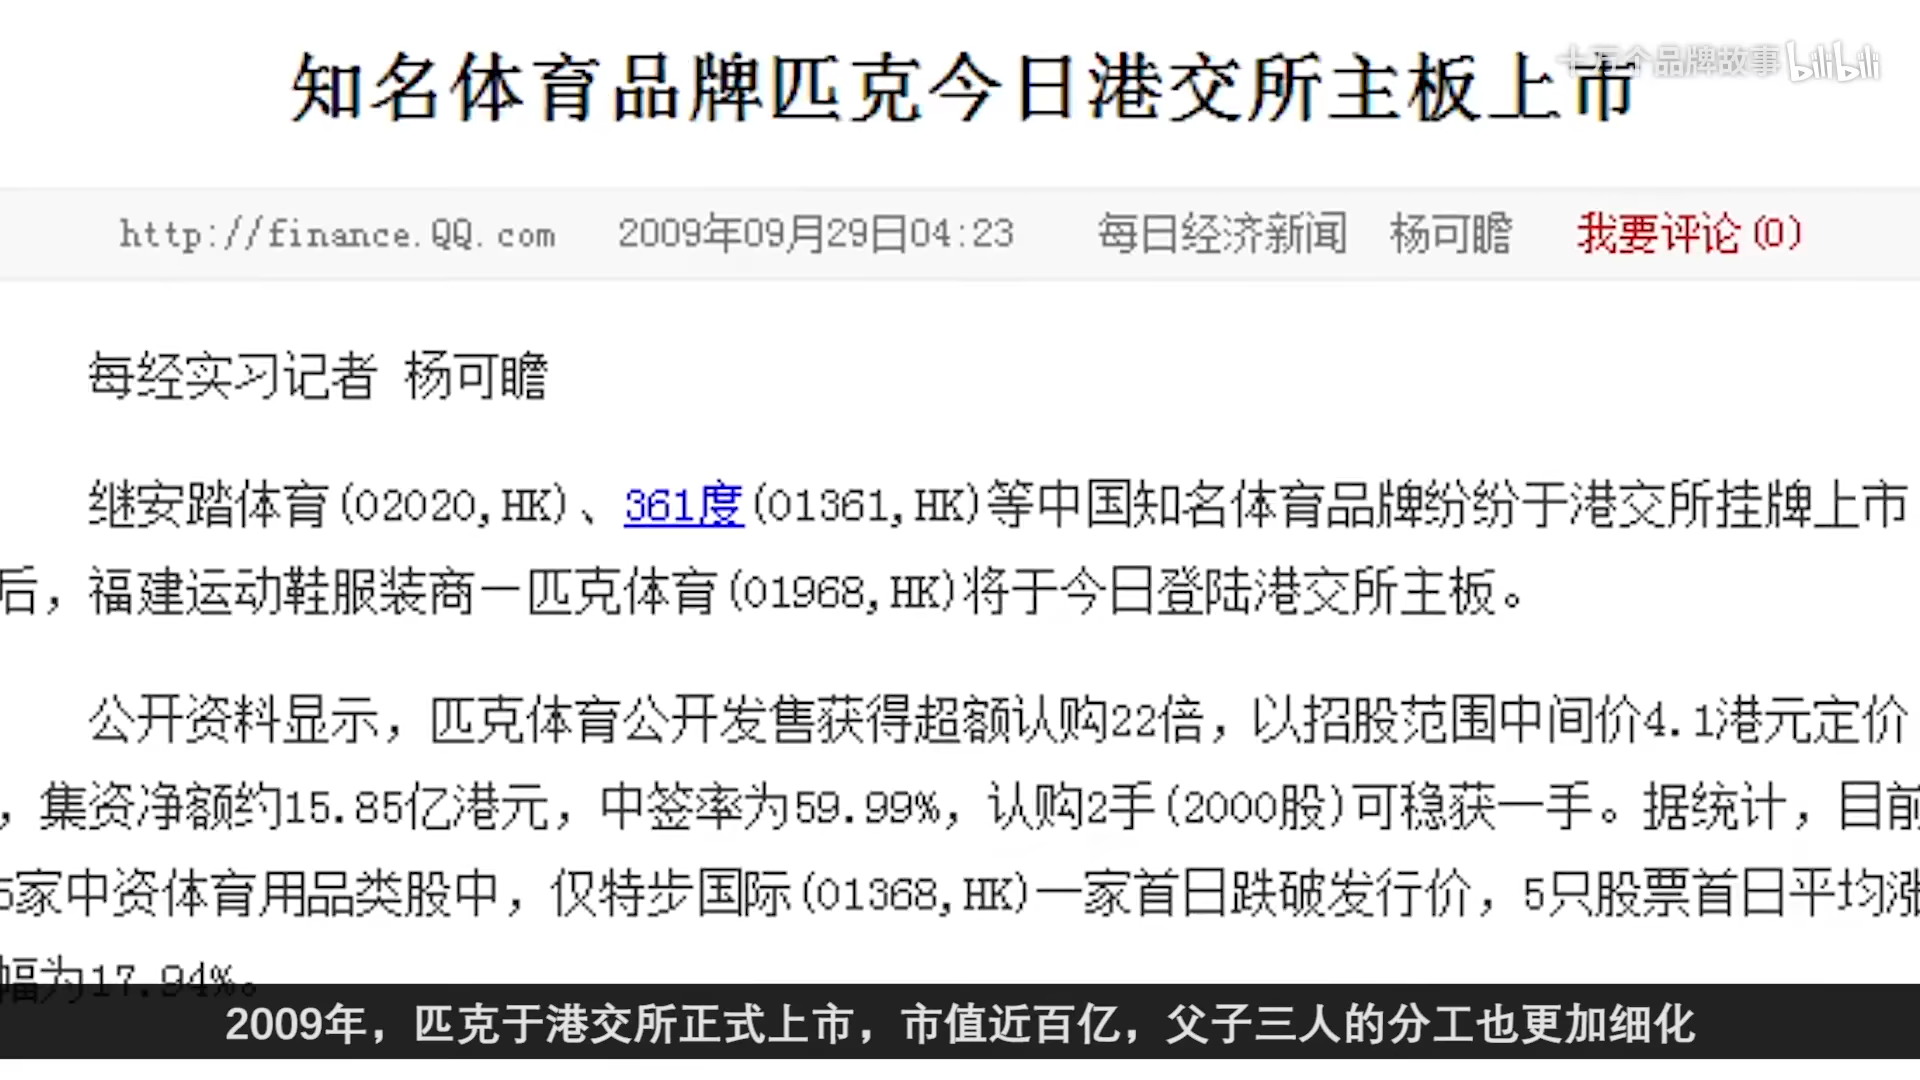 知名体育品牌匹克今日港交所主板上市
十万个品牌故事 bilibili
http://finance.QQ.com 2009年09月29日04:23 每日经济新闻 杨可瞻 我要评论(0)
每经实习记者 杨可瞻
继安踏体育(02020,HK)、361度(01361,HK)等中国知名体育品牌纷纷于港交所挂牌上市
后，福建运动鞋服装商－匹克体育(01968,HK)将于今日登陆港交所主板。
公开资料显示，匹克体育公开发售获得超额认购22倍，以招股范围中间价4.1港元定价
，集资净额约15.85亿港元，中签率为59.99%，认购2手(2000股)可稳获一手。据统计，目前
家中资体育用品类股中，仅特步国际(01368,HK)一家首日跌破发行价，5只股票首日平均涨
幅为17.94%。
2009年，匹克于港交所正式上市，市值近百亿，父子三人的分工也更加细化